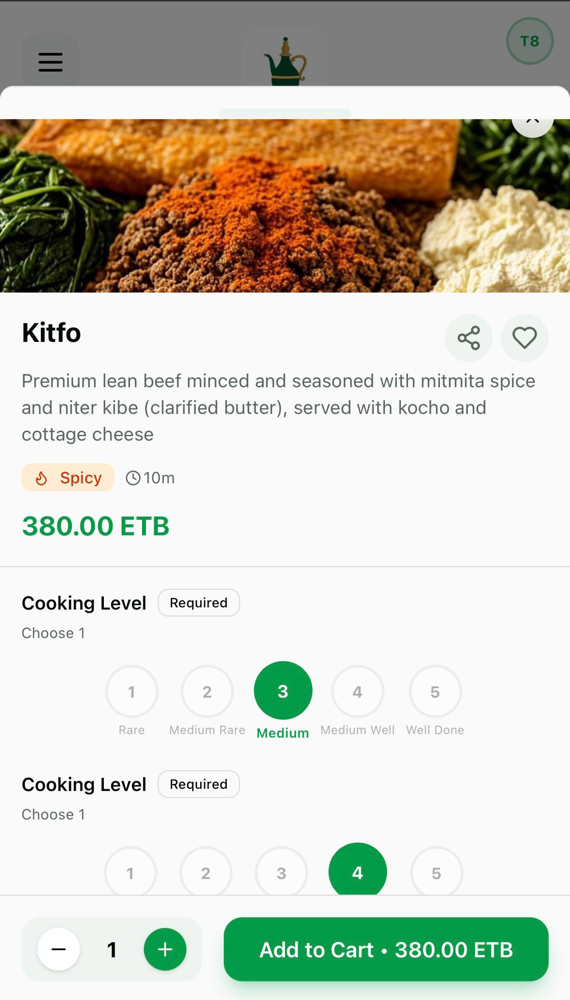 T8
Kitfo
Premium lean beef minced and seasoned with mitmita spice
and niter kibe (clarified butter), served with kocho and
cottage cheese
Spicy 10m
380.00 ETB
Cooking Level Required
Choose 1
1 2 3 4 5
Rare Medium Rare Medium Medium Well Well Done
Cooking Level Required
Choose 1
1 2 3 4 5
1 Add to Cart • 380.00 ETB